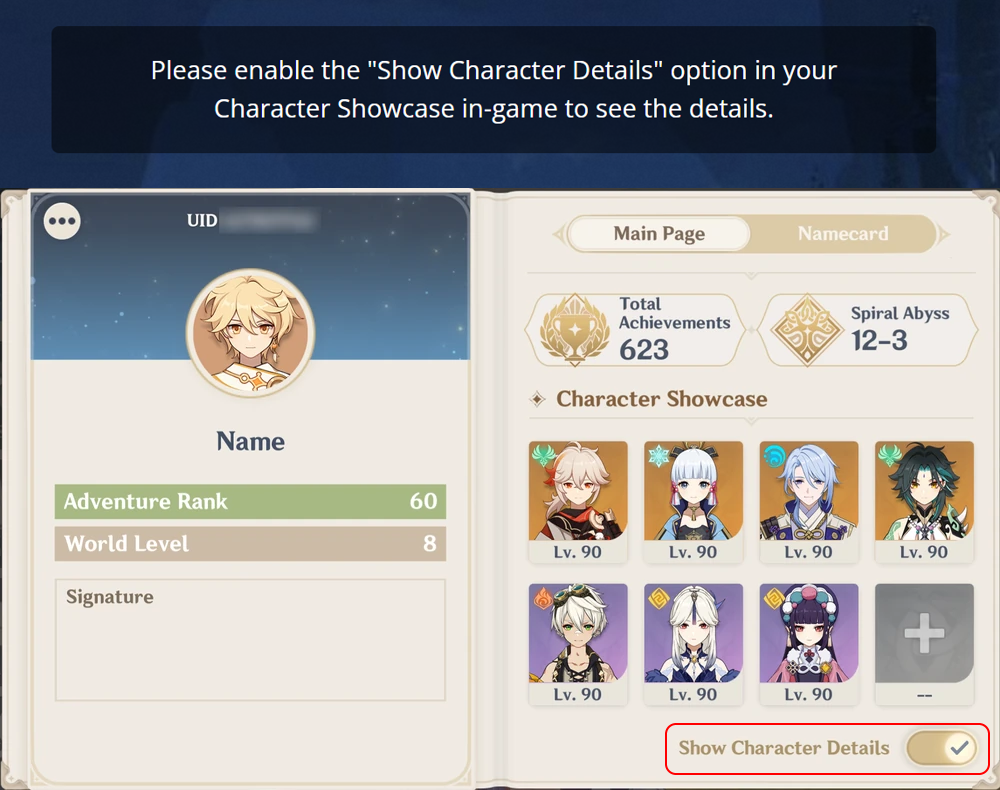 Please enable the "Show Character Details" option in your
Character Showcase in-game to see the details.
UID
Main Page
Namecard
Total
Achievements
623
Spiral Abyss
12-3
Character Showcase
Name
Adventure Rank 60
World Level 8
Signature
Lv. 90
Lv. 90
Lv. 90
Lv. 90
Lv. 90
Lv. 90
Lv. 90
--
Show Character Details